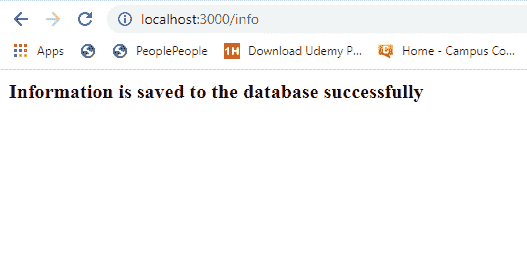 localhost:3000/info
Apps PeoplePeople 1H Download Udemy P... Home - Campus Co...
Information is saved to the database successfully